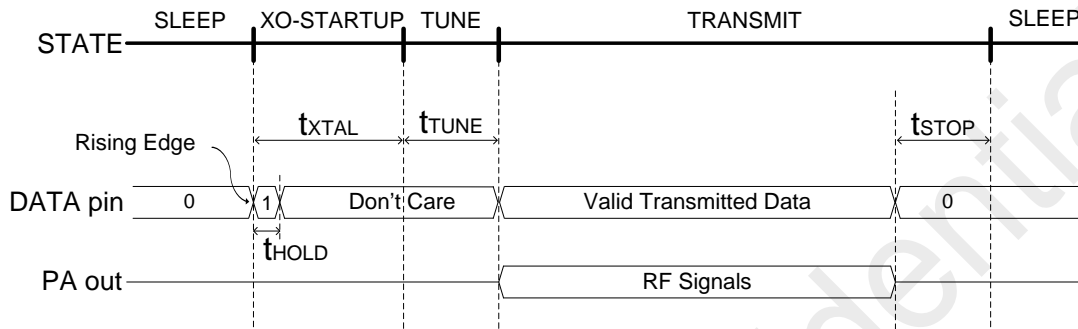 SLEEP XO-STARTUP TUNE TRANSMIT SLEEP
STATE
tXTAL tTUNE tSTOP
Rising Edge
DATA pin 0 1 Don't Care Valid Transmitted Data 0
tHOLD
PA out RF Signals